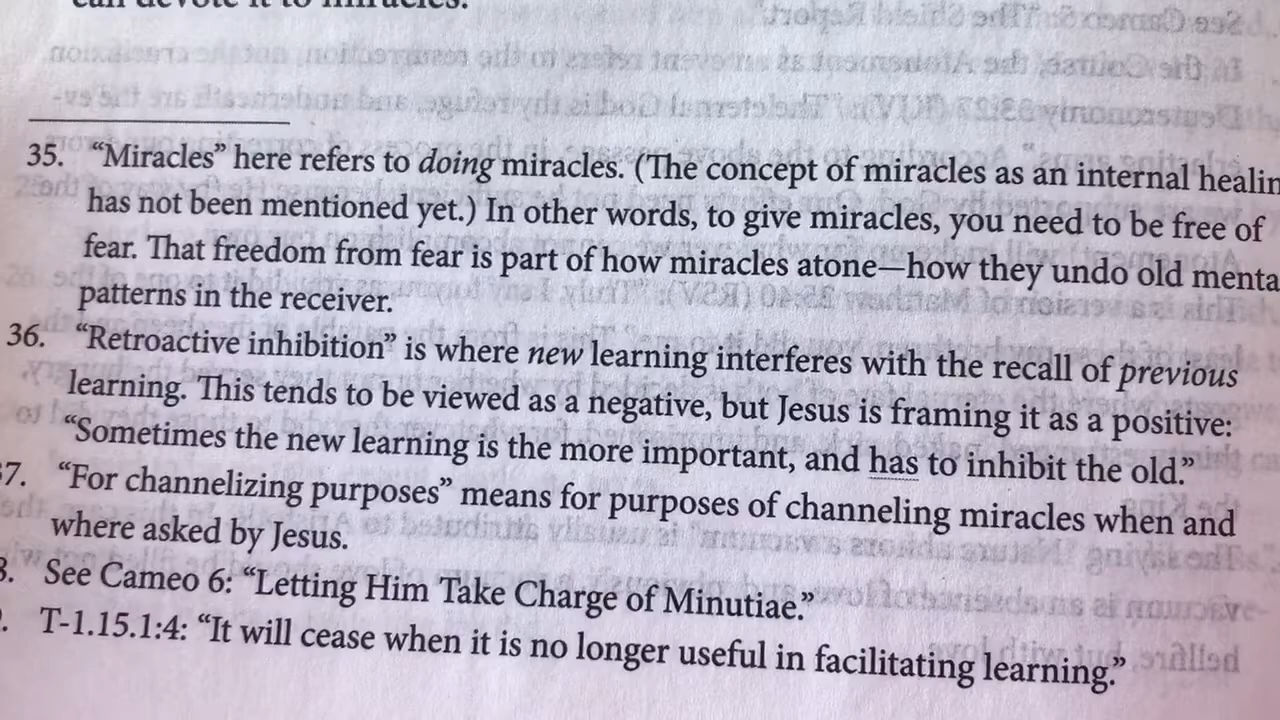 can devote it to miracles.
35. “Miracles” here refers to doing miracles. (The concept of miracles as an internal healin
has not been mentioned yet.) In other words, to give miracles, you need to be free of
fear. That freedom from fear is part of how miracles atone—how they undo old menta
patterns in the receiver.
36. “Retroactive inhibition” is where new learning interferes with the recall of previous
learning. This tends to be viewed as a negative, but Jesus is framing it as a positive:
“Sometimes the new learning is the more important, and has to inhibit the old.”
37. “For channelizing purposes” means for purposes of channeling miracles when and
where asked by Jesus.
8. See Cameo 6: “Letting Him Take Charge of Minutiae.”
. T-1.15.1:4: “It will cease when it is no longer useful in facilitating learning.”